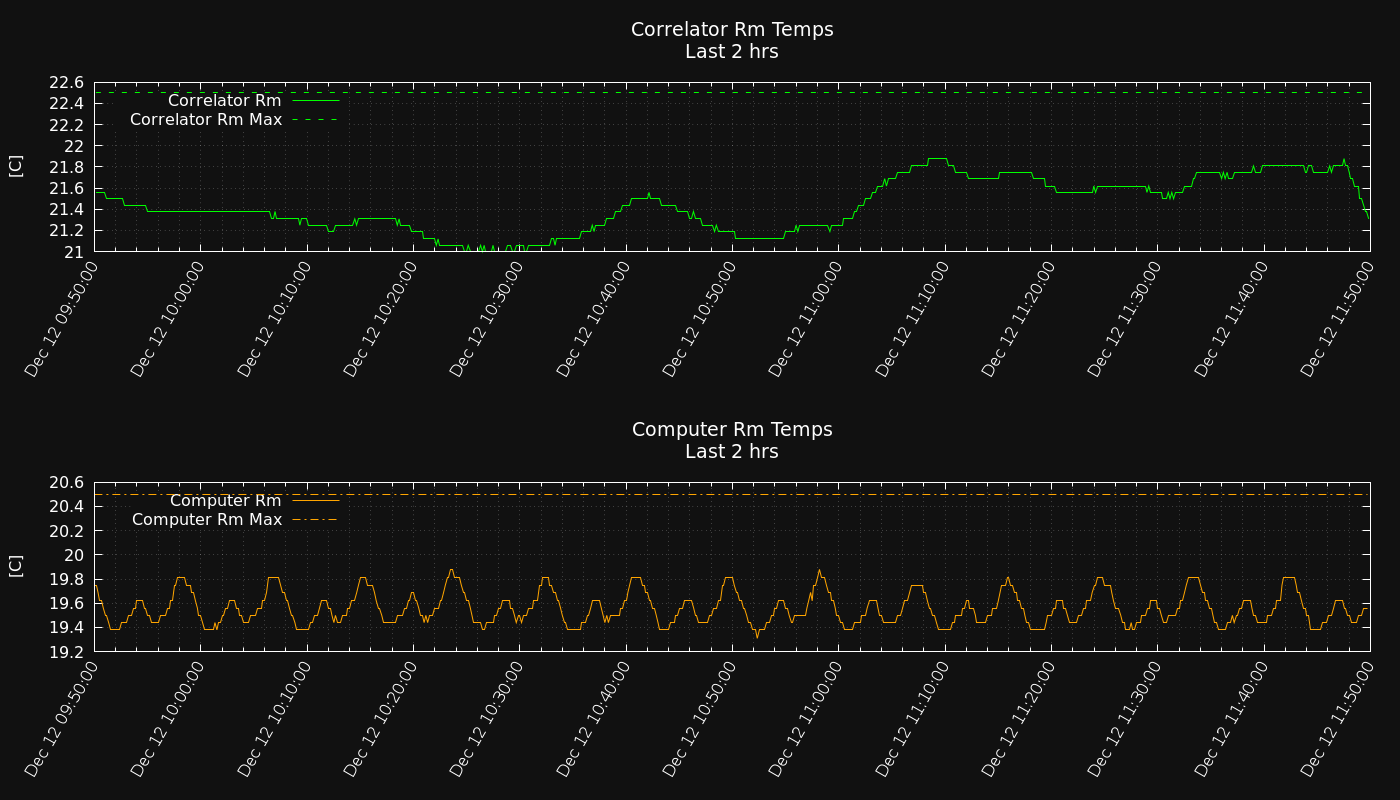 Correlator Rm Temps
Last 2 hrs
[C]
22.6
22.4
22.2
22
21.8
21.6
21.4
21.2
21
Correlator Rm
Correlator Rm Max
Dec 12 09:50:00
Dec 12 10:00:00
Dec 12 10:10:00
Dec 12 10:20:00
Dec 12 10:30:00
Dec 12 10:40:00
Dec 12 10:50:00
Dec 12 11:00:00
Dec 12 11:10:00
Dec 12 11:20:00
Dec 12 11:30:00
Dec 12 11:40:00
Dec 12 11:50:00
Computer Rm Temps
Last 2 hrs
[C]
20.6
20.4
20.2
20
19.8
19.6
19.4
19.2
Computer Rm
Computer Rm Max
Dec 12 09:50:00
Dec 12 10:00:00
Dec 12 10:10:00
Dec 12 10:20:00
Dec 12 10:30:00
Dec 12 10:40:00
Dec 12 10:50:00
Dec 12 11:00:00
Dec 12 11:10:00
Dec 12 11:20:00
Dec 12 11:30:00
Dec 12 11:40:00
Dec 12 11:50:00